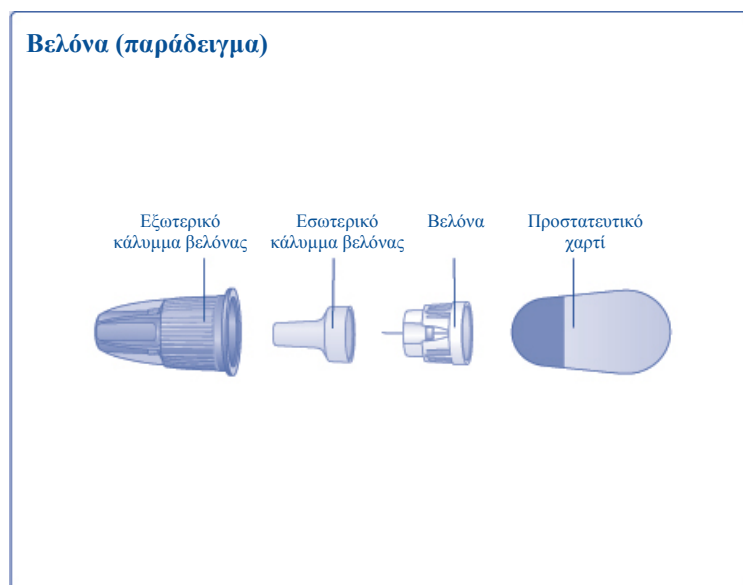 Βελόνα (παράδειγμα)
Εξωτερικό
κάλυμμα βελόνας
Εσωτερικό
κάλυμμα βελόνας
Βελόνα
Προστατευτικό
χαρτί